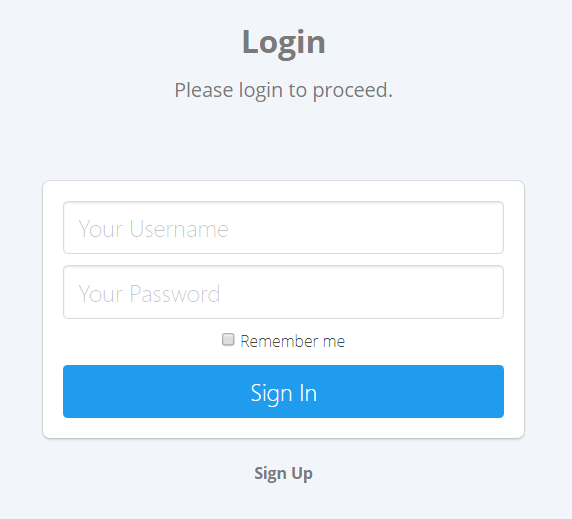 Login
Please login to proceed.
Your Username
Your Password
Remember me
Sign In
Sign Up